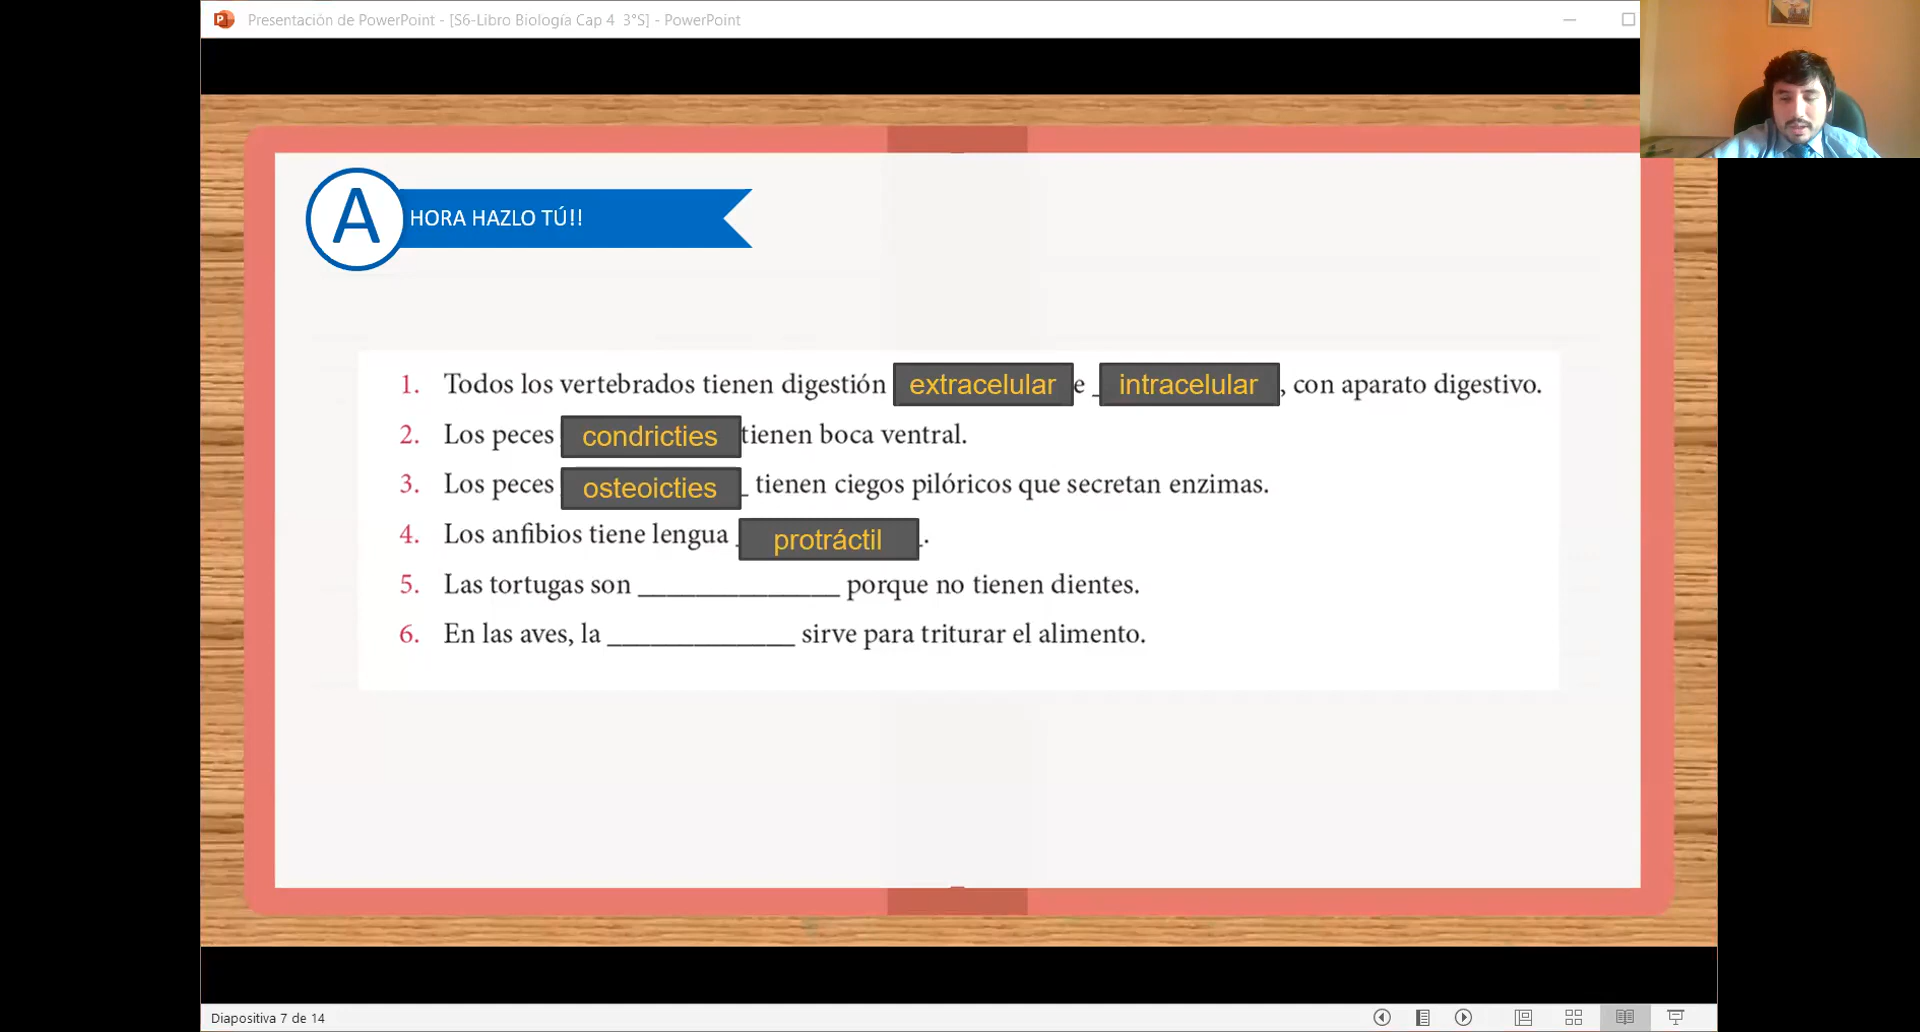 Presentación de PowerPoint - [S6-Libro Biología Cap 4 3°S] - PowerPoint
A HORA HAZLO TÚ!!
1. Todos los vertebrados tienen digestión extracelular e _ intracelular , con aparato digestivo.
2. Los peces condricties tienen boca ventral.
3. Los peces osteoicties _ tienen ciegos pilóricos que secretan enzimas.
4. Los anfibios tiene lengua protráctil .
5. Las tortugas son ______________ porque no tienen dientes.
6. En las aves, la _____________ sirve para triturar el alimento.
Diapositiva 7 de 14